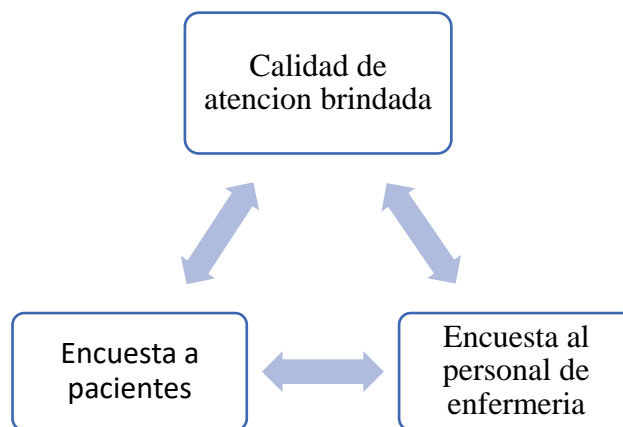 Calidad de
atencion brindada
Encuesta a
pacientes
Encuesta al
personal de
enfermeria